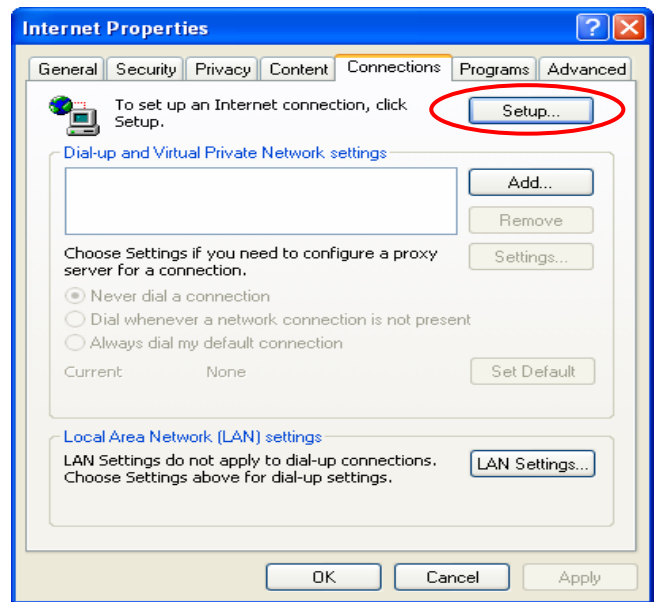 Internet Properties
General Security Privacy Content Connections Programs Advanced
To set up an Internet connection, click
Setup.
Setup...
Dial-up and Virtual Private Network settings
Add...
Remove
Choose Settings if you need to configure a proxy
server for a connection.
Settings...
Never dial a connection
Dial whenever a network connection is not present
Always dial my default connection
Current None Set Default
Local Area Network (LAN) settings
LAN Settings do not apply to dial-up connections.
Choose Settings above for dial-up settings.
LAN Settings...
OK Cancel Apply